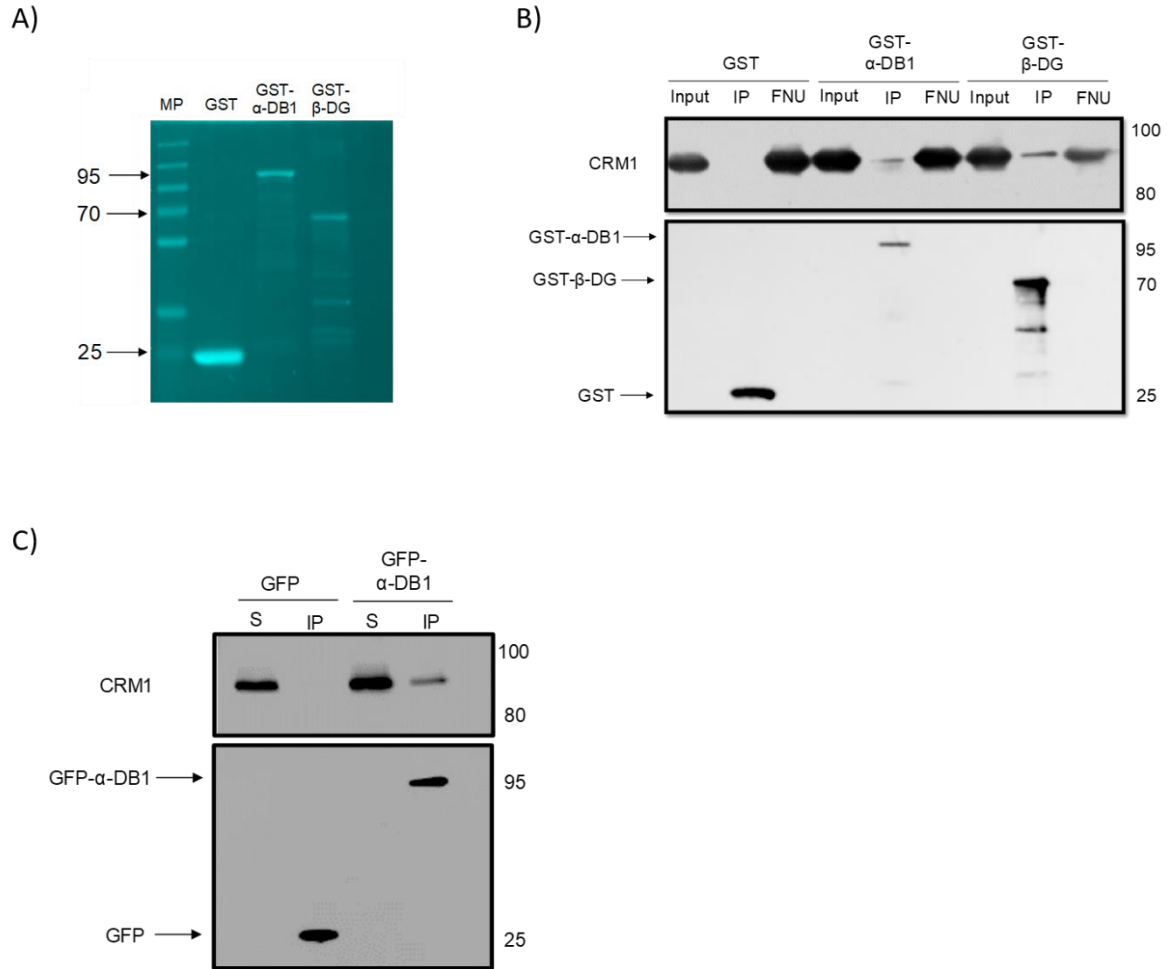 A)
GST-
GST-
MP GST α-DB1 β-DG
95
70
25
B)
GST-
GST-
GST α-DB1 β-DG
Input IP FNU Input IP FNU Input IP FNU
100
CRM1
80
GST-α-DB1
95
GST-β-DG
70
GST
25
C)
GFP-
GFP α-DB1
S IP S IP
100
CRM1
80
GFP-α-DB1
95
GFP
25